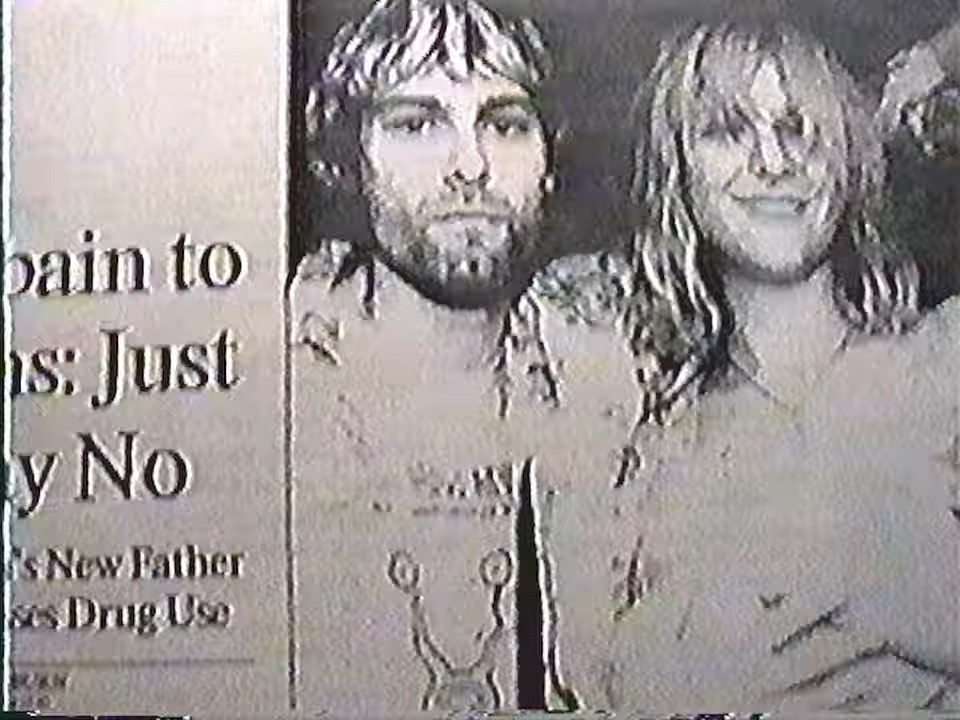 pain to
ns: Just
y No
's New Father
ses Drug Use